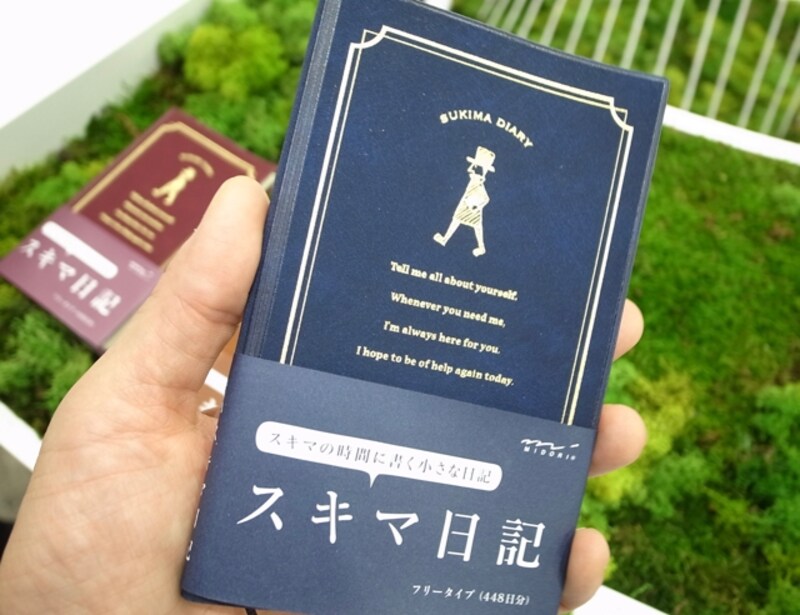 SUKIMA DIARY
Tell me all about yourself.
Whenever you need me,
I'm always here for you.
I hope to be of help again today.
MIDORI
スキマの時間に書く小さな日記
スキマ日記
フリータイプ（448日分）
スキマ日記